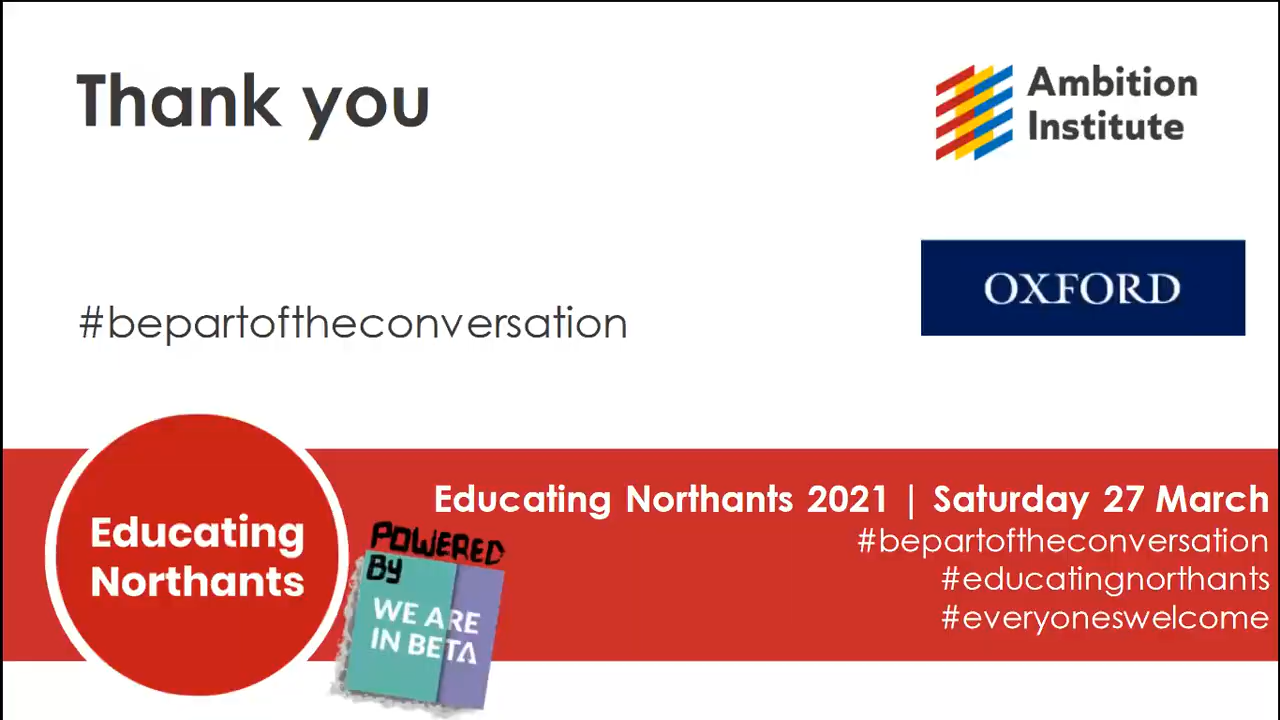 Thank you
Ambition
Institute
OXFORD
#bepartoftheconversation
Educating
Northants
POWERED
BY
WE ARE
IN BETA
Educating Northants 2021 | Saturday 27 March
#bepartoftheconversation
#educatingnorthants
#everyoneswelcome